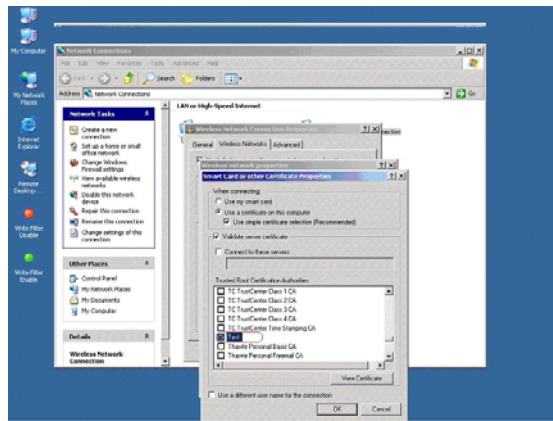 My Computer
My Network
Places
Internet
Explorer
Remote
Desktop...
Write Filter
Disable
Write Filter
Enable
Network Connections
File Edit View Favorites Tools Advanced Help
Back Search Folders
Address Network Connections Go
Network Tasks
Create a new
connection
Set up a home or small
office network
Change Windows
Firewall settings
View available wireless
networks
Disable this network
device
Repair this connection
Rename this connection
Change settings of this
connection
Other Places
Control Panel
My Network Places
My Documents
My Computer
Details
Wireless Network
Connection
LAN or High-Speed Internet
Wireless Network Connection Properties
General Wireless Networks Advanced
Wireless network properties
Smart Card or other Certificate Properties
When connecting:
Use my smart card
Use a certificate on this computer
Use simple certificate selection (Recommended)
Validate server certificate
Connect to these servers:
Trusted Root Certification Authorities:
TC TrustCenter Class 1 CA
TC TrustCenter Class 2 CA
TC TrustCenter Class 3 CA
TC TrustCenter Class 4 CA
TC TrustCenter Time Stamping CA
Test
Thawte Personal Basic CA
Thawte Personal Freemail CA
View Certificate
Use a different user name for the connection
OK Cancel